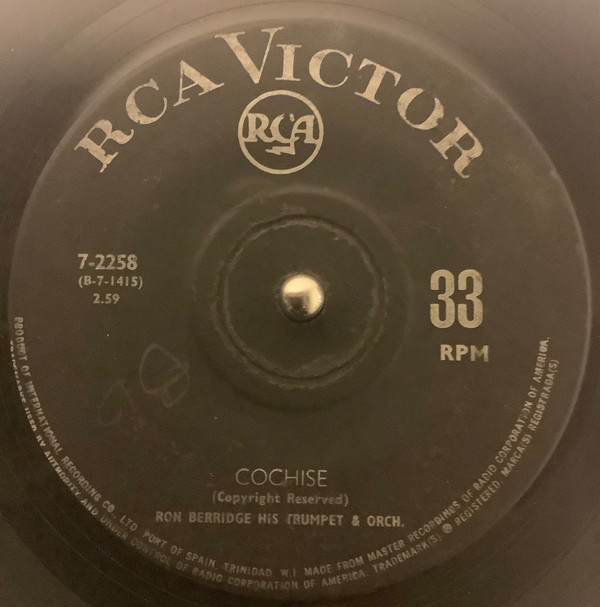 RCA VICTOR
RCA
7-2258
(B-7-1415)
2.59
33
RPM
COCHISE
(Copyright Reserved)
RON BERRIDGE HIS TRUMPET & ORCH.
PRODUCT OF INTERNATIONAL RECORDING CO., LTD. PORT OF SPAIN, TRINIDAD, W.I. MADE FROM MASTER RECORDINGS OF RADIO CORPORATION OF AMERICA.
BY AUTHORITY AND UNDER CONTROL OF RADIO CORPORATION OF AMERICA. TRADEMARK(S) ® REGISTERED. MARCA(S) REGISTRADA(S)